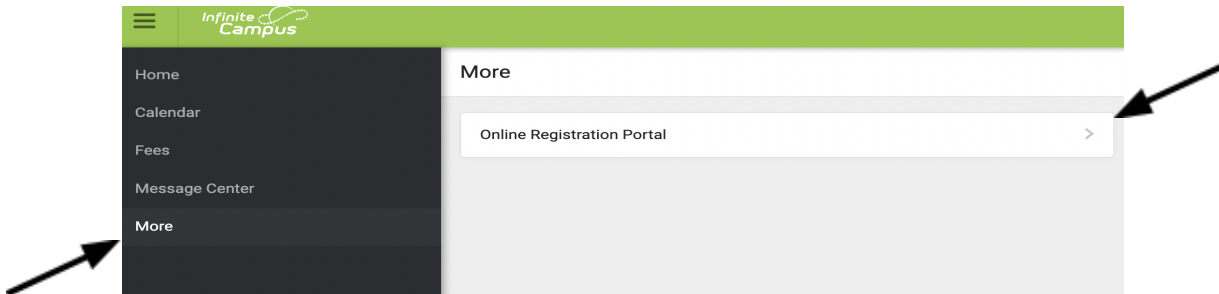 Infinite
Campus
Home
Calendar
Fees
Message Center
More
More
Online Registration Portal